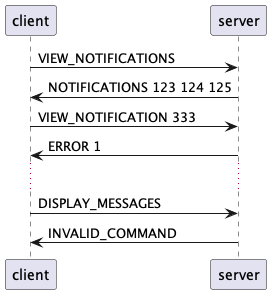 client server
VIEW_NOTIFICATIONS
NOTIFICATIONS 123 124 125
VIEW_NOTIFICATION 333
ERROR 1
DISPLAY_MESSAGES
INVALID_COMMAND
client server